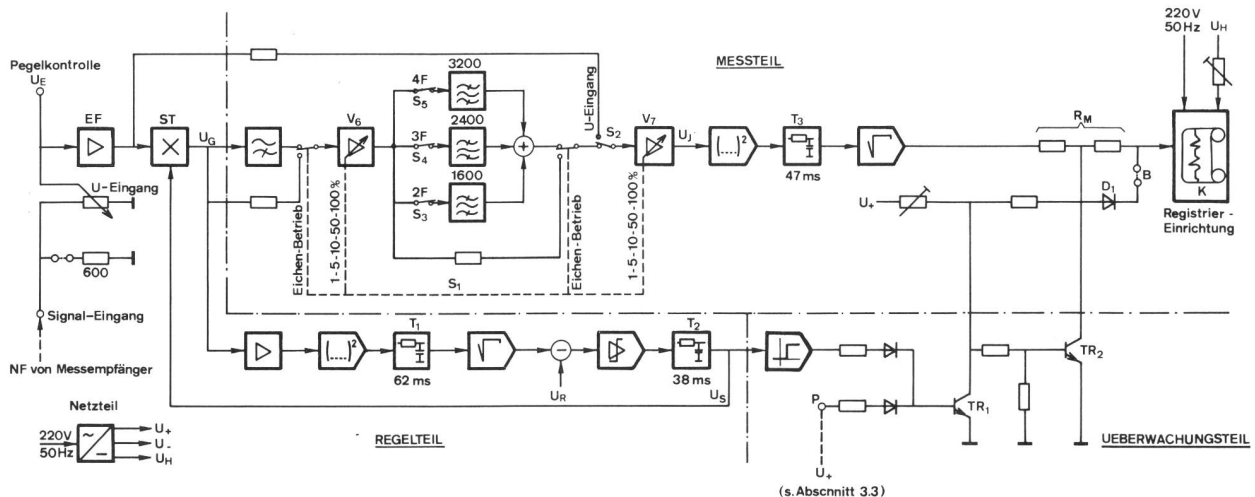 220V
50Hz
U_H
Pegelkontrolle
U_E
EF
ST
U_G
MESSTEIL
3200
4F
S_5
2400
3F
S_4
1600
2F
S_3
V_6
U-Eingang
S_2
V_7
U_J
(....)²
T_3
47 ms
√
R_M
B
K
D_1
U_+
Registrier-
Einrichtung
U-Eingang
600
Signal-Eingang
NF von Messempfänger
Eichen-Betrieb
1-5-10-50-100%
S_1
Eichen-Betrieb
1-5-10-50-100%
(....)²
T_1
62 ms
√
U_R
T_2
38 ms
U_S
P
U_+
(s. Abschnitt 3.3)
TR_1
TR_2
Netzteil
220V
50Hz
U_+
U_-
U_H
REGELTEIL
UEBERWACHUNGSTEIL